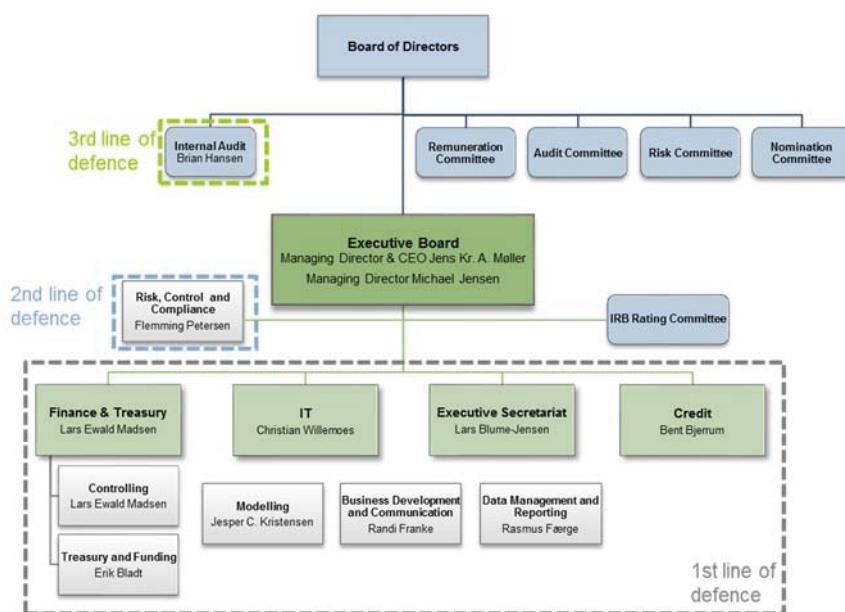 Board of Directors
3rd line of
defence
Internal Audit
Brian Hansen
Remuneration
Committee
Audit Committee
Risk Committee
Nomination
Committee
Executive Board
Managing Director & CEO Jens Kr. A. Møller
Managing Director Michael Jensen
2nd line of
defence
Risk, Control and
Compliance
Flemming Petersen
IRB Rating Committee
Finance & Treasury
Lars Ewald Madsen
IT
Christian Willemoes
Executive Secretariat
Lars Blume-Jensen
Credit
Bent Bjerrum
Controlling
Lars Ewald Madsen
Modelling
Jesper C. Kristensen
Business Development
and Communication
Randi Franke
Data Management and
Reporting
Rasmus Færge
Treasury and Funding
Erik Bladt
1st line of
defence